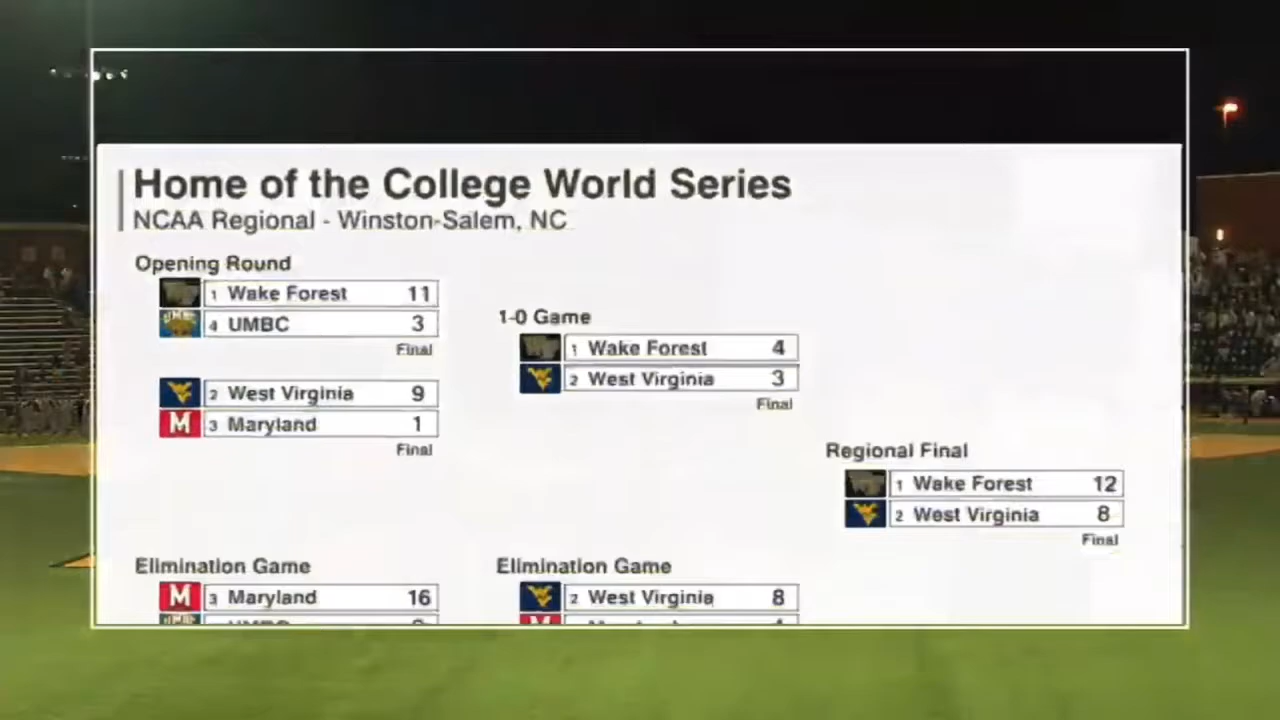 Home of the College World Series
NCAA Regional - Winston-Salem, NC
Opening Round
1 Wake Forest 11
4 UMBC 3
Final
2 West Virginia 9
M 3 Maryland 1
Final
1-0 Game
1 Wake Forest 4
2 West Virginia 3
Final
Regional Final
1 Wake Forest 12
2 West Virginia 8
Final
Elimination Game
M 3 Maryland 16
Elimination Game
2 West Virginia 8